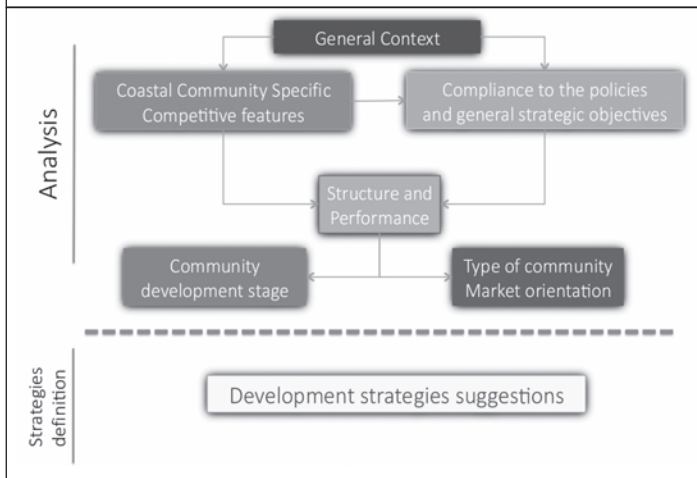 General Context
Analysis
Coastal Community Specific
Competitive features
Compliance to the policies
and general strategic objectives
Structure and
Performance
Community
development stage
Type of community
Market orientation
Strategies
definition
Development strategies suggestions